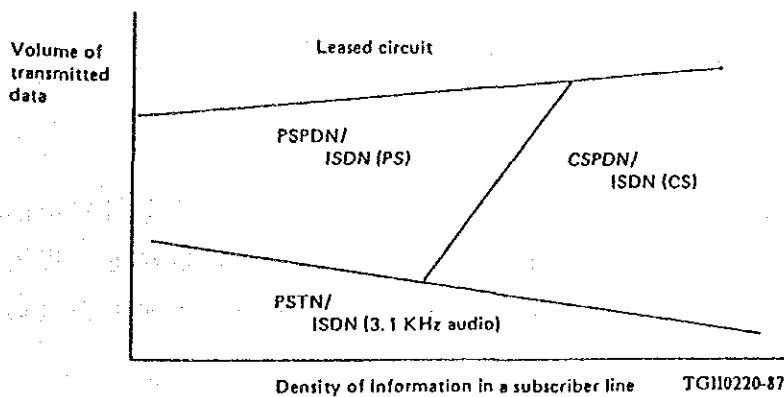 Volume of
transmitted
data
Leased circuit
PSPDN/
ISDN (PS)
CSPDN/
ISDN (CS)
PSTN/
ISDN (3.1 KHz audio)
Density of information in a subscriber line
TGII0220-87